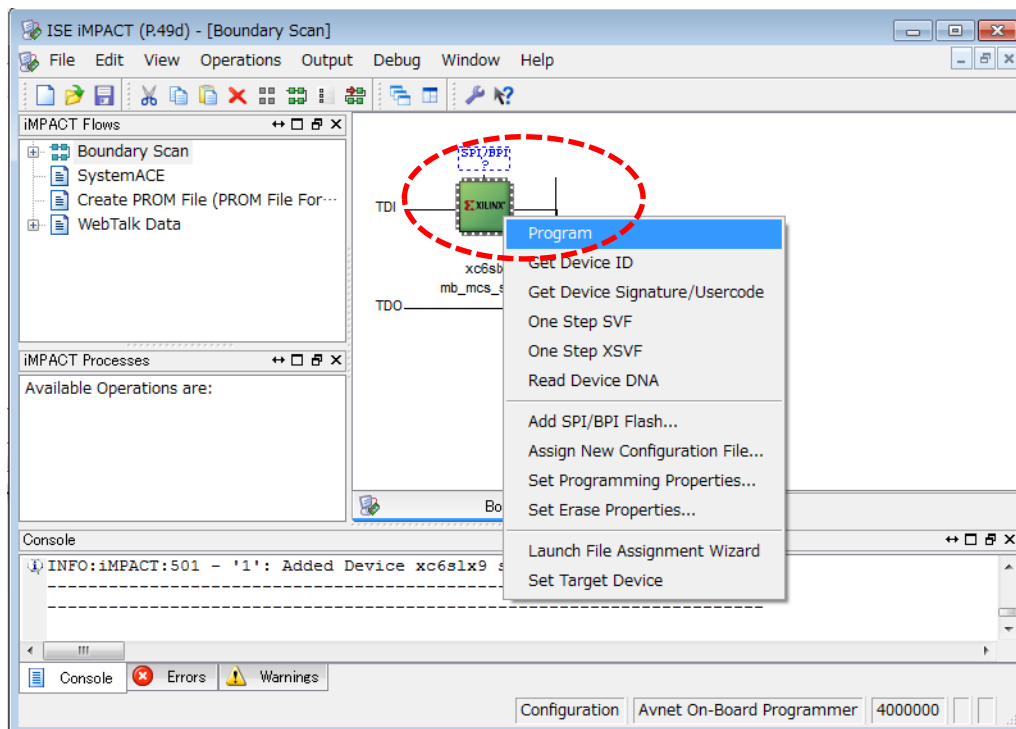 ISE iMPACT (P.49d) - [Boundary Scan]
File Edit View Operations Output Debug Window Help
iMPACT Flows
Boundary Scan
SystemACE
Create PROM File (PROM File For···
WebTalk Data
iMPACT Processes
Available Operations are:
SPI/BPI
?
TDI
XILINX
xc6sl
mb_mcs_s
TDO
Program
Get Device ID
Get Device Signature/Usercode
One Step SVF
One Step XSVF
Read Device DNA
Add SPI/BPI Flash...
Assign New Configuration File...
Set Programming Properties...
Set Erase Properties...
Launch File Assignment Wizard
Set Target Device
Bo
Console
INFO:iMPACT:501 - '1': Added Device xc6slx9 s
----------------------------------------------------------------------
----------------------------------------------------------------------
Console Errors Warnings
Configuration Avnet On-Board Programmer 4000000